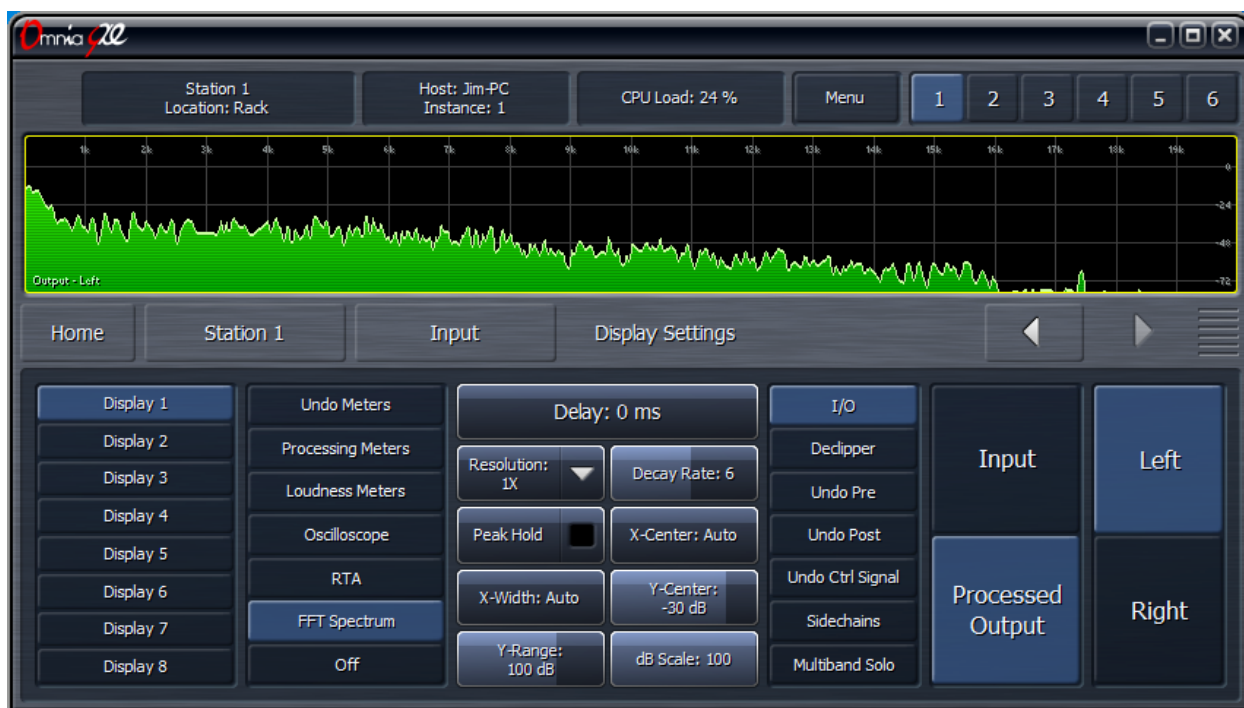 Omnia 9XE
Station 1
Location: Rack
Host: Jim-PC
Instance: 1
CPU Load: 24 %
Menu
1
2
3
4
5
6
1k 2k 3k 4k 5k 6k 7k 8k 9k 10k 11k 12k 13k 14k 15k 16k 17k 18k 19k
0
-24
-48
-72
Output - Left
Home
Station 1
Input
Display Settings
Display 1
Display 2
Display 3
Display 4
Display 5
Display 6
Display 7
Display 8
Undo Meters
Processing Meters
Loudness Meters
Oscilloscope
RTA
FFT Spectrum
Off
Delay: 0 ms
Resolution:
1X
Decay Rate: 6
Peak Hold
X-Center: Auto
X-Width: Auto
Y-Center:
-30 dB
Y-Range:
100 dB
dB Scale: 100
I/O
Declipper
Undo Pre
Undo Post
Undo Ctrl Signal
Sidechains
Multiband Solo
Input
Processed
Output
Left
Right